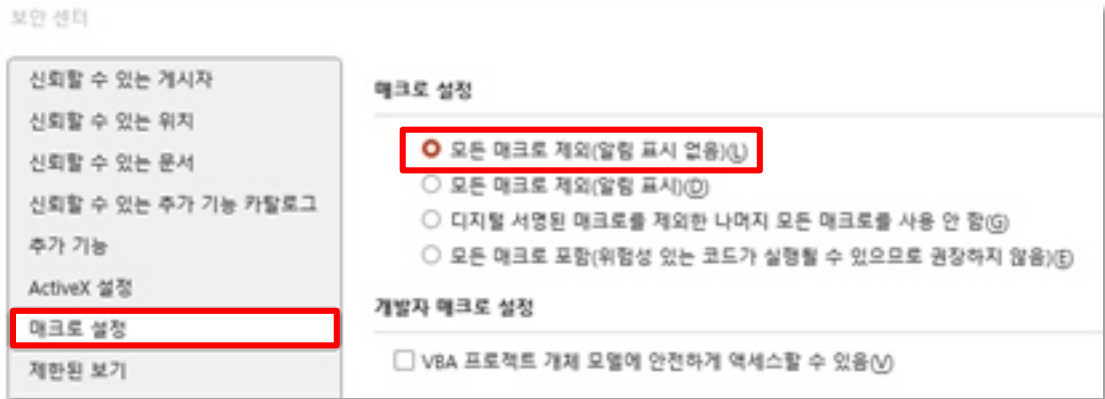 보안 센터
신뢰할 수 있는 게시자
신뢰할 수 있는 위치
신뢰할 수 있는 문서
신뢰할 수 있는 추가 기능 카탈로그
추가 기능
ActiveX 설정
매크로 설정
제한된 보기
매크로 설정
모든 매크로 제외(알림 표시 없음)(L)
모든 매크로 제외(알림 표시)(D)
디지털 서명된 매크로를 제외한 나머지 모든 매크로를 사용 안 함(G)
모든 매크로 포함(위험성 있는 코드가 실행될 수 있으므로 권장하지 않음)(E)
개발자 매크로 설정
VBA 프로젝트 개체 모델에 안전하게 액세스할 수 있음(V)